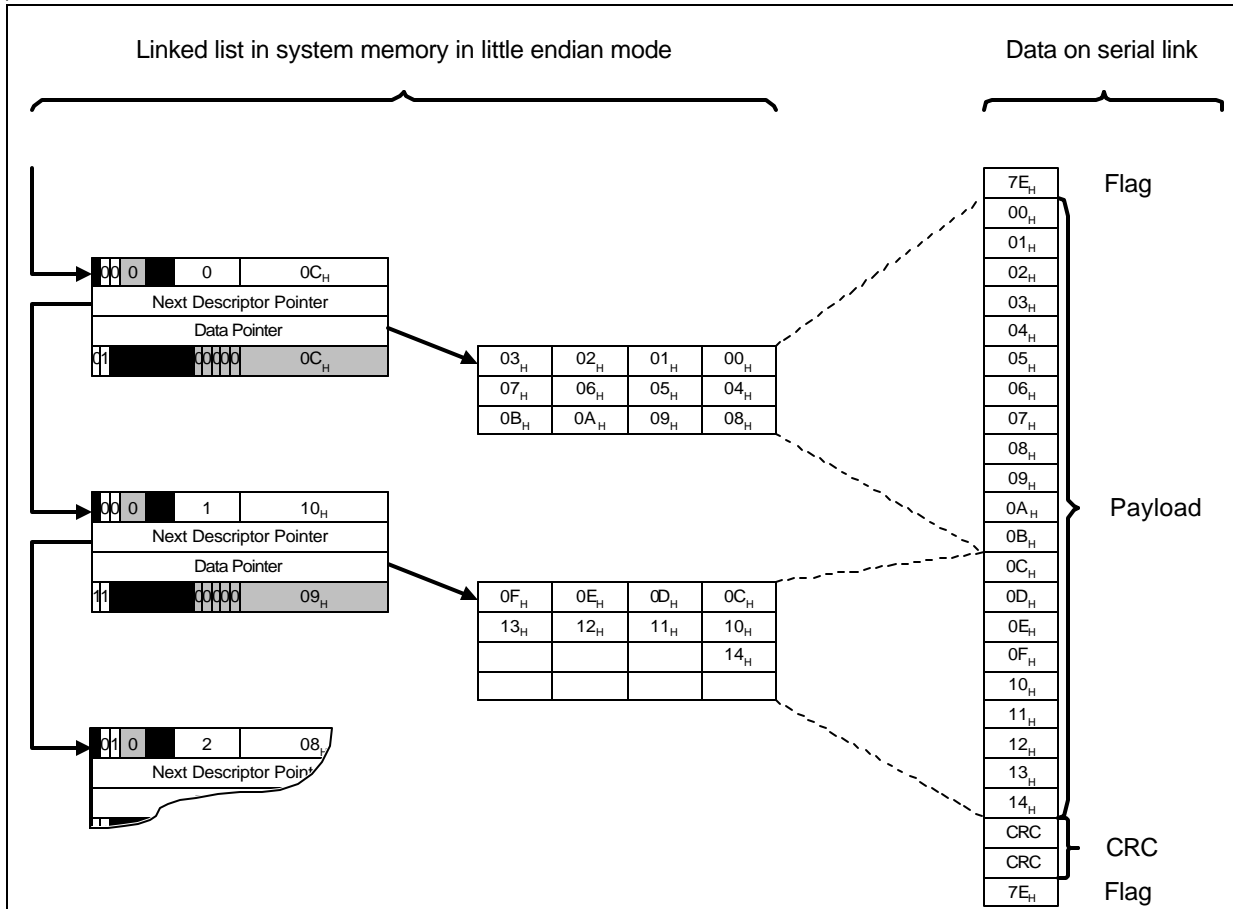 Linked list in system memory in little endian mode
Data on serial link
7EH Flag
00H
01H
02H
03H
04H
05H
06H
07H
08H
09H
0AH
Payload
0BH
0CH
0DH
0EH
0FH
10H
11H
12H
13H
14H
CRC
CRC
CRC
7EH Flag
00 0 0 0CH
Next Descriptor Pointer
Data Pointer
01 00000 0CH
03H 02H 01H 00H
07H 06H 05H 04H
0BH 0AH 09H 08H
00 0 1 10H
Next Descriptor Pointer
Data Pointer
11 00000 09H
0FH 0EH 0DH 0CH
13H 12H 11H 10H
14H
01 0 2 08H
Next Descriptor Point